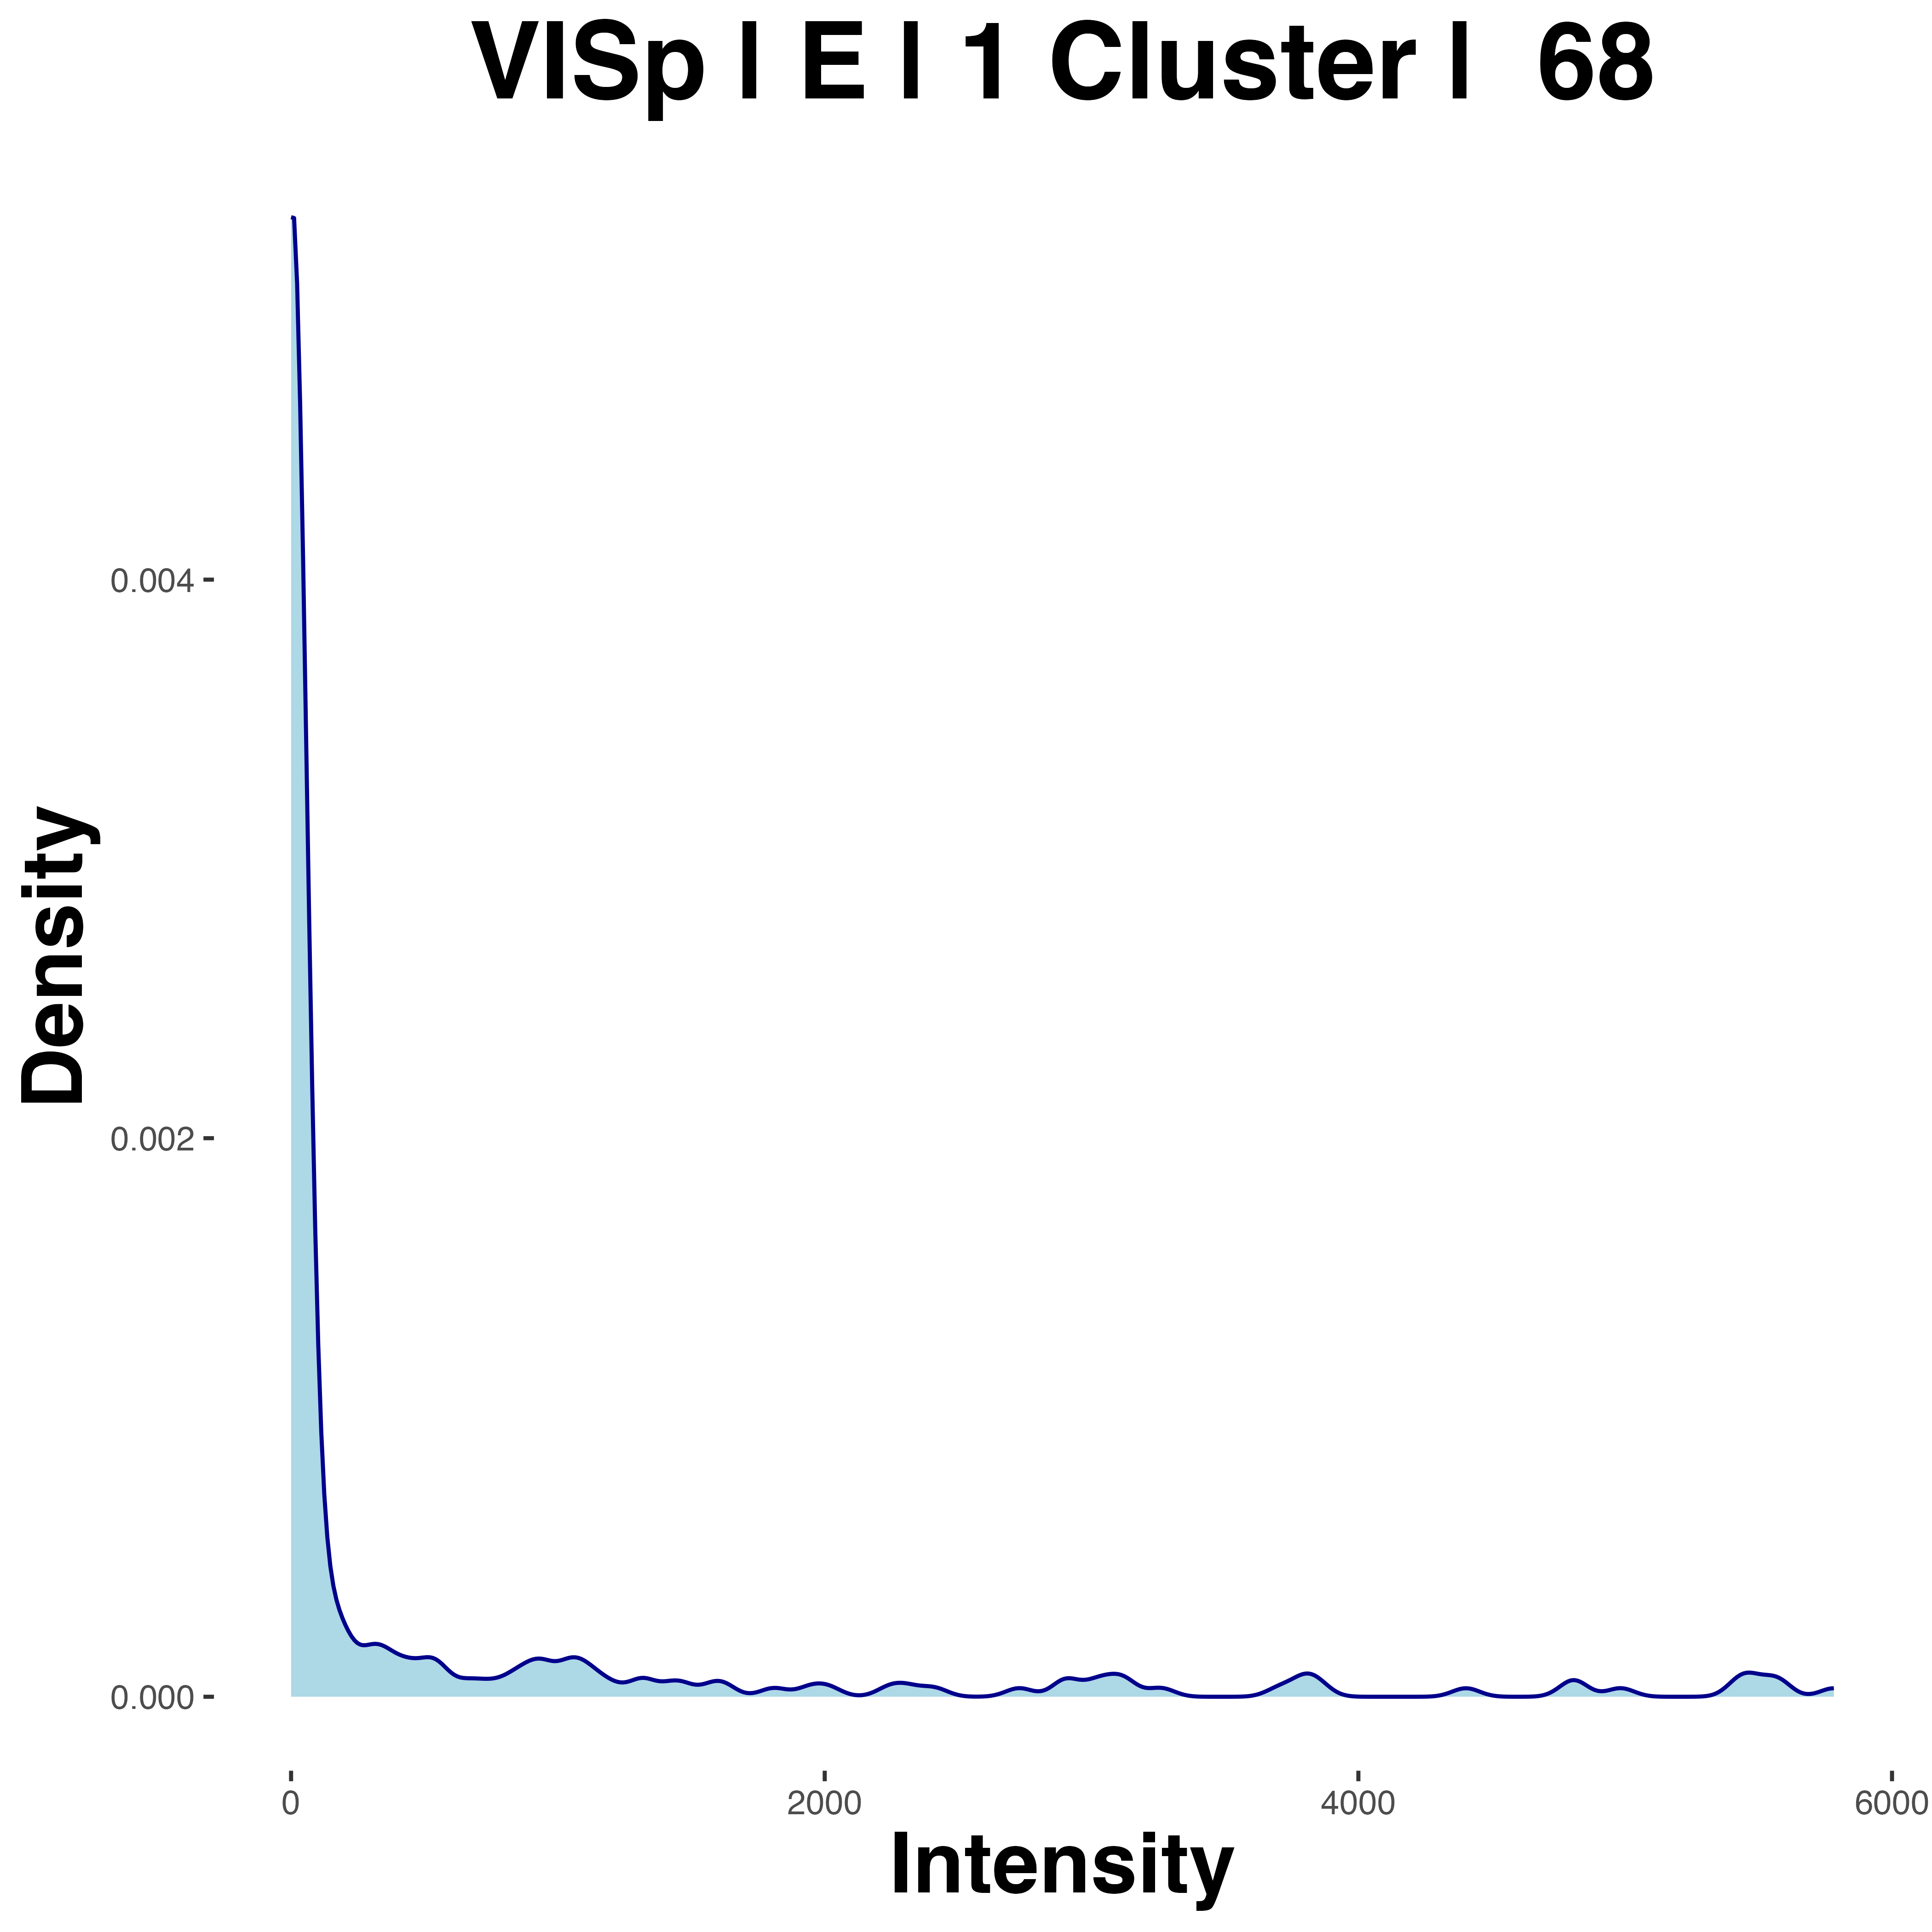 VISp | E | 1 Cluster |  68
Density
0.004
0.002
0.000
0 2000 4000 6000
Intensity